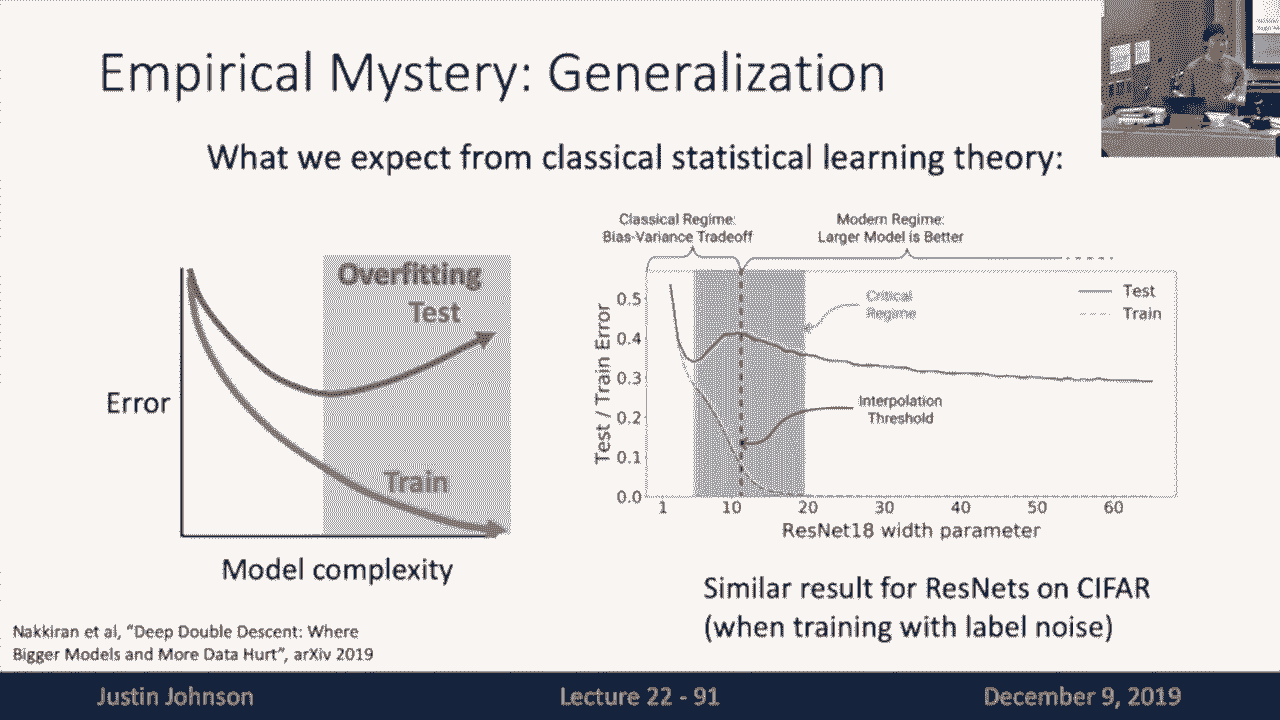 Empirical Mystery: Generalization
What we expect from classical statistical learning theory:
Overfitting
Test
Error
Train
Model complexity
Classical Regime:
Bias-Variance Tradeoff
Modern Regime:
Larger Model is Better
Critical
Regime
Test
Train
Interpolation
Threshold
Test / Train Error
0.5
0.4
0.3
0.2
0.1
0.0
1 10 20 30 40 50 60
ResNet18 width parameter
Similar result for ResNets on CIFAR
(when training with label noise)
Nakkiran et al, “Deep Double Descent: Where
Bigger Models and More Data Hurt”, arXiv 2019
Justin Johnson
Lecture 22 - 91
December 9, 2019